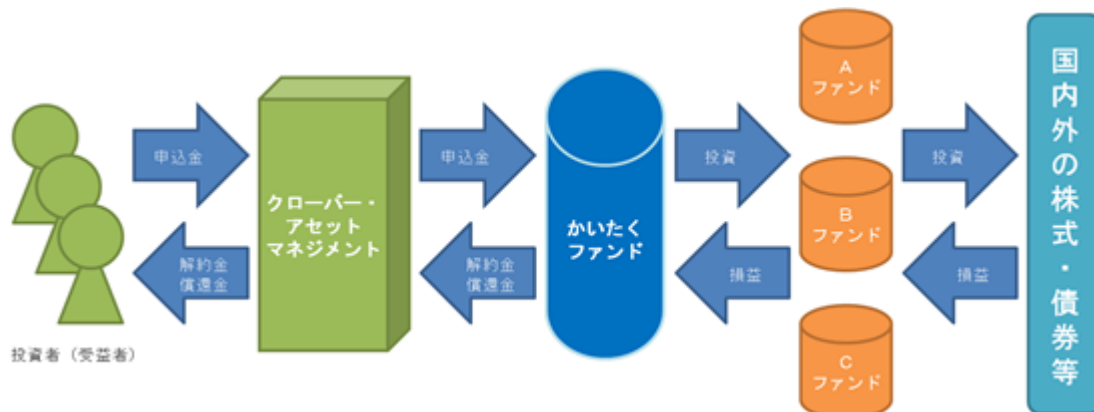 投資者（受益者）
申込金
解約金
償還金
クローバー・
アセット
マネジメント
申込金
解約金
償還金
かいたく
ファンド
投資
損益
A
ファンド
B
ファンド
C
ファンド
投資
損益
国内外の株式・債券等